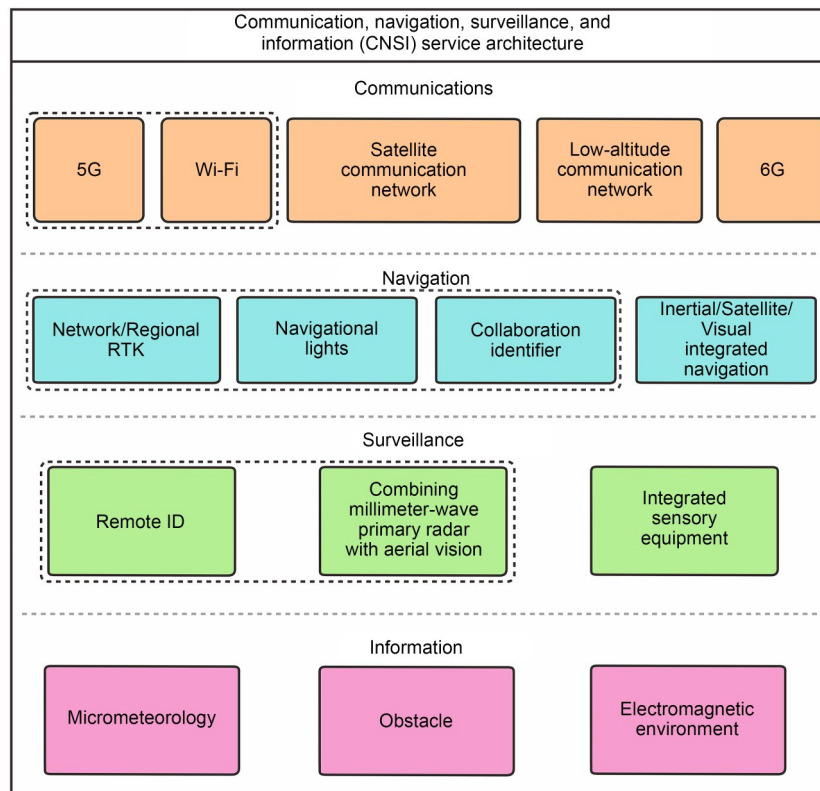 Communication, navigation, surveillance, and
information (CNSI) service architecture
Communications
5G
Wi-Fi
Satellite
communication
network
Low-altitude
communication
network
6G
Navigation
Network/Regional
RTK
Navigational
lights
Collaboration
identifier
Inertial/Satellite/
Visual
integrated
navigation
Surveillance
Remote ID
Combining
millimeter-wave
primary radar
with aerial vision
Integrated
sensory
equipment
Information
Micrometeorology
Obstacle
Electromagnetic
environment